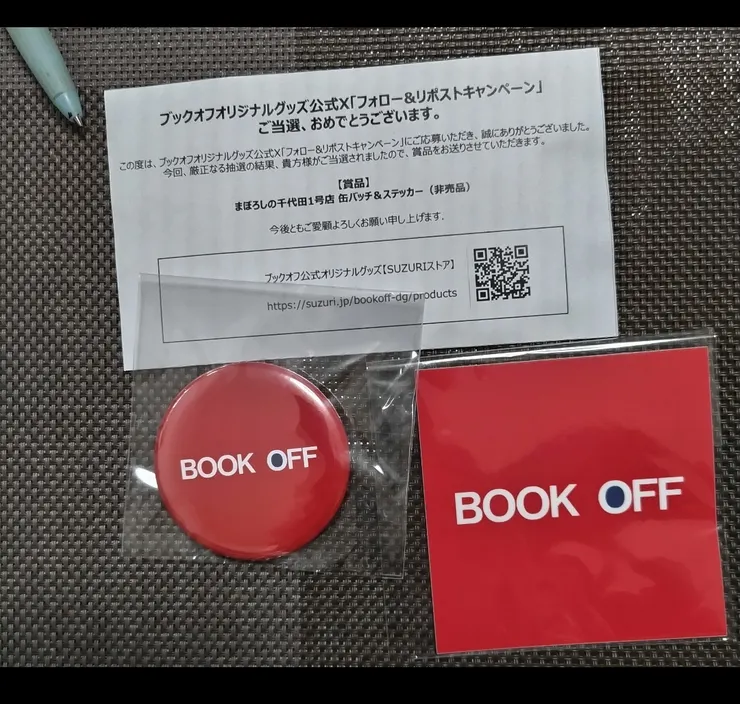 ブックオフオリジナルグッズ公式X「フォロー&リポストキャンペーン」
ご当選、おめでとうございます。
この度は、ブックオフオリジナルグッズ公式X「フォロー&リポストキャンペーン」にご応募いただき、誠にありがとうございました。
今回、厳正なる抽選の結果、貴方様がご当選されましたので、賞品をお送りさせていただきます。
【賞品】
まぼろしの千代田1号店 缶バッチ&ステッカー（非売品）
今後ともご愛顧よろしくお願い申し上げます.
ブックオフ公式オリジナルグッズ【SUZURIストア】
https://suzuri.jp/bookoff-dg/products
BOOK OFF
BOOK OFF